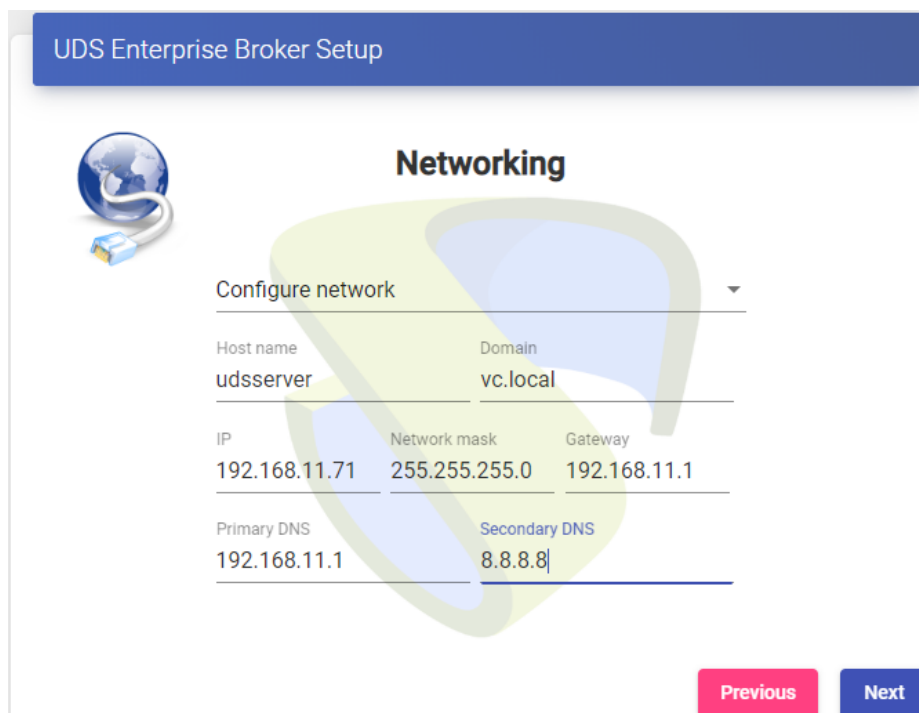 UDS Enterprise Broker Setup
Networking
Configure network
Host name Domain
udsserver vc.local
IP Network mask Gateway
192.168.11.71 255.255.255.0 192.168.11.1
Primary DNS Secondary DNS
192.168.11.1 8.8.8.8
Previous Next